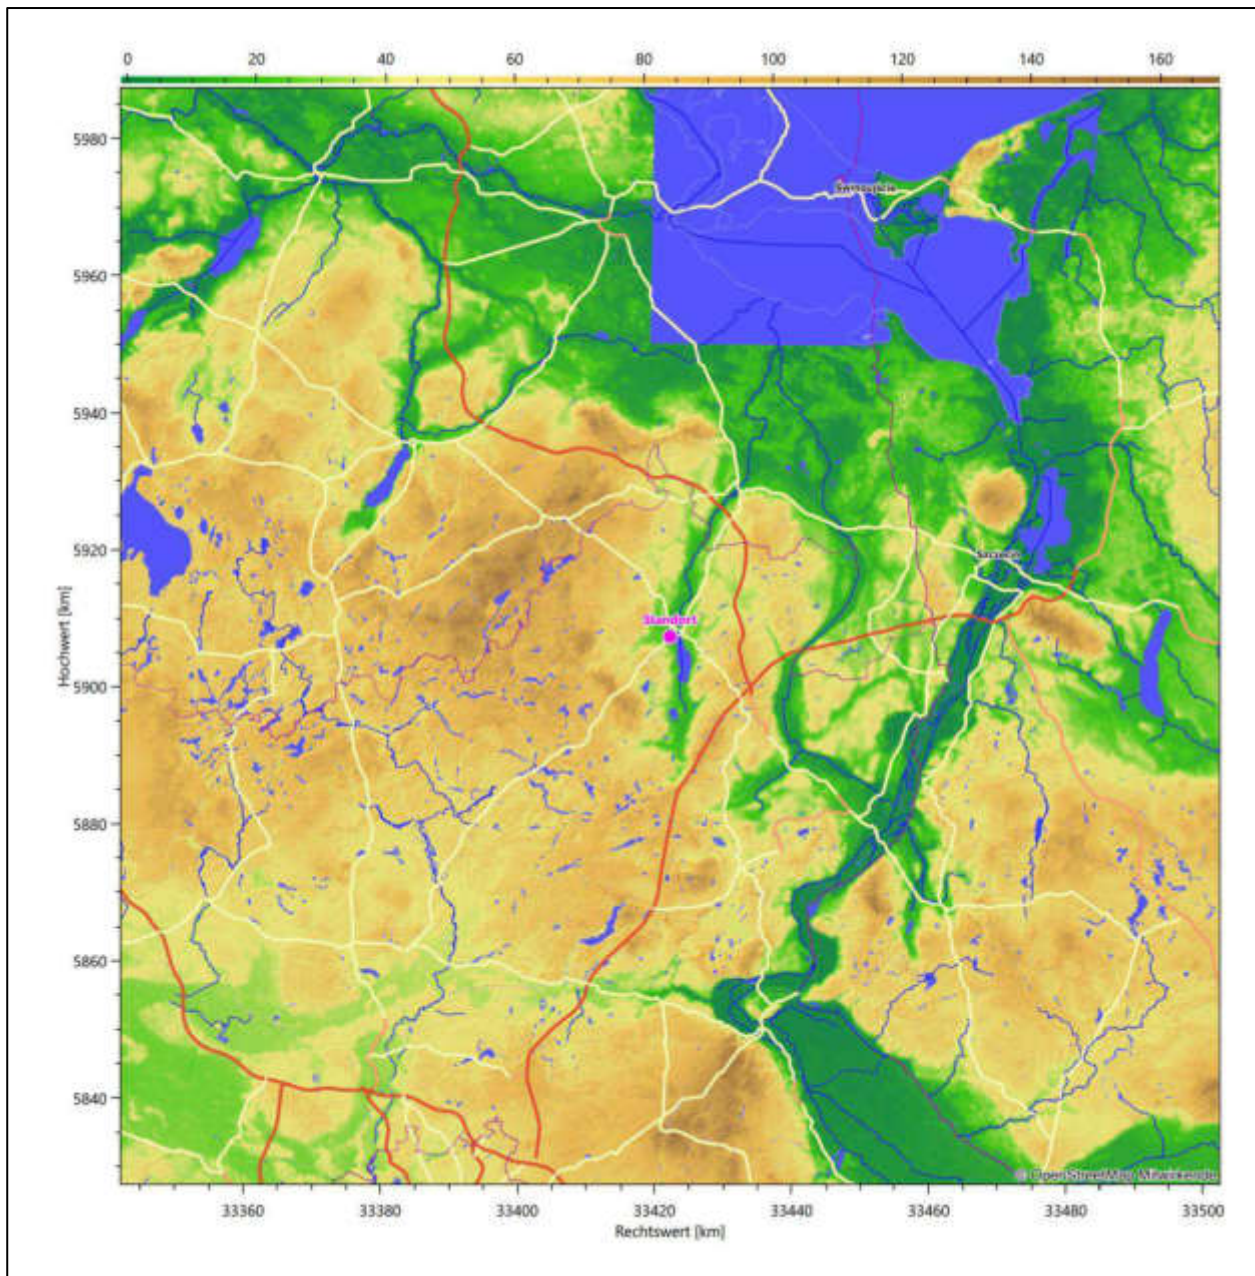 0 20 40 60 80 100 120 140 160
5980
Świnoujście
5960
5940
5920
Szczecin
Standort
5900
5880
5860
5840
Hochwert [km]
© OpenStreetMap Mitwirkende
33360 33380 33400 33420 33440 33460 33480 33500
Rechtswert [km]